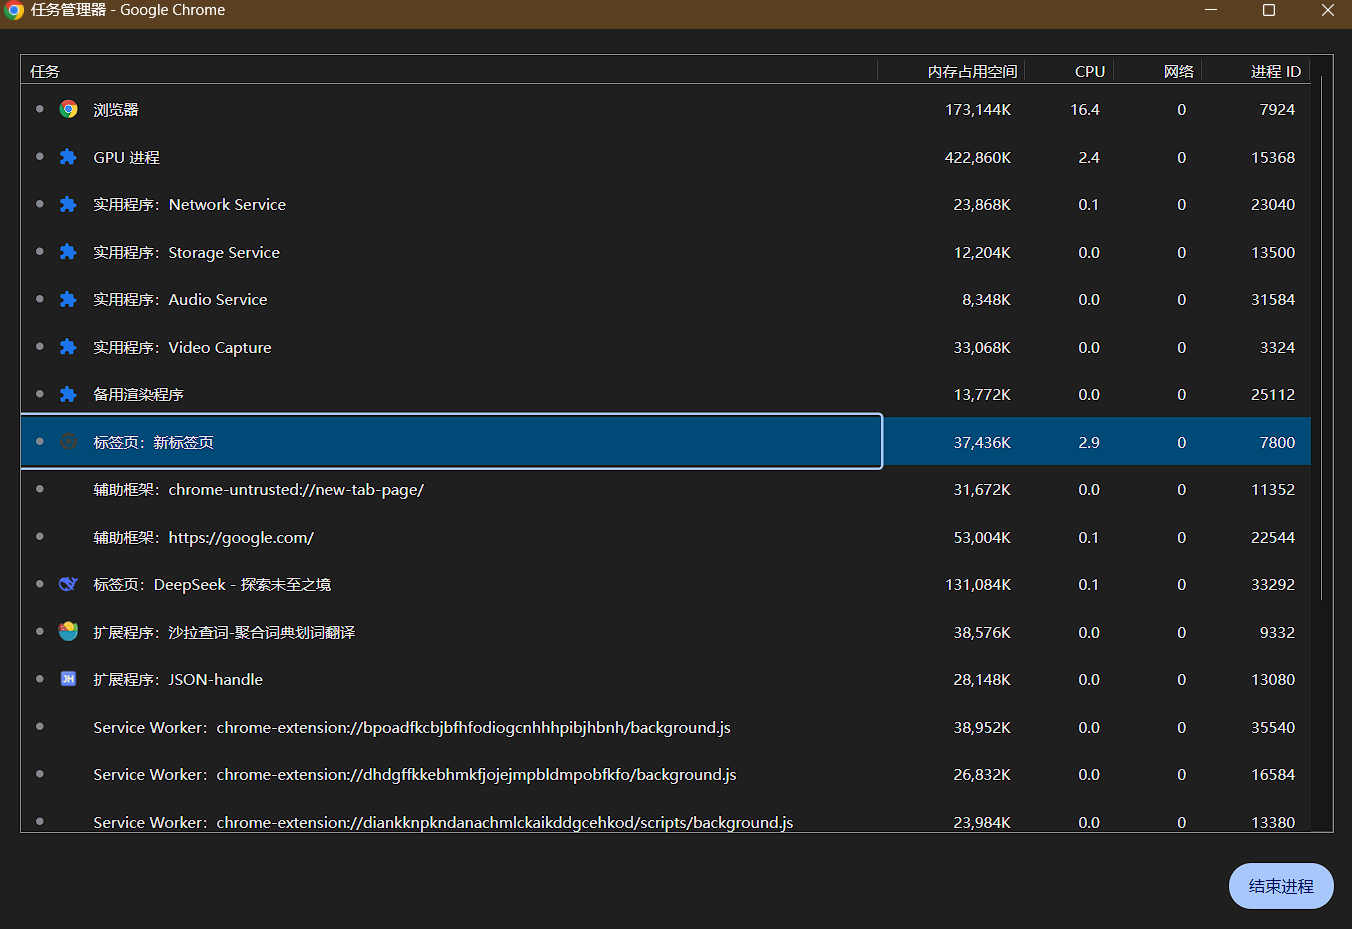 任务管理器 - Google Chrome
任务 内存占用空间 CPU 网络 进程 ID
浏览器 173,144K 16.4 0 7924
GPU 进程 422,860K 2.4 0 15368
实用程序：Network Service 23,868K 0.1 0 23040
实用程序：Storage Service 12,204K 0.0 0 13500
实用程序：Audio Service 8,348K 0.0 0 31584
实用程序：Video Capture 33,068K 0.0 0 3324
备用渲染程序 13,772K 0.0 0 25112
标签页：新标签页 37,436K 2.9 0 7800
辅助框架：chrome-untrusted://new-tab-page/ 31,672K 0.0 0 11352
辅助框架：https://google.com/ 53,004K 0.1 0 22544
标签页：DeepSeek - 探索未至之境 131,084K 0.1 0 33292
扩展程序：沙拉查词-聚合词典划词翻译 38,576K 0.0 0 9332
JH 扩展程序：JSON-handle 28,148K 0.0 0 13080
Service Worker：chrome-extension://bpoadfkcbjbfhfodiogcnhhhpibjhbnh/background.js 38,952K 0.0 0 35540
Service Worker：chrome-extension://dhdgffkkebhmkfjojejmpbldmpobfkfo/background.js 26,832K 0.0 0 16584
Service Worker：chrome-extension://diankknpkndanachmlckaikddgcehkod/scripts/background.js 23,984K 0.0 0 13380
结束进程